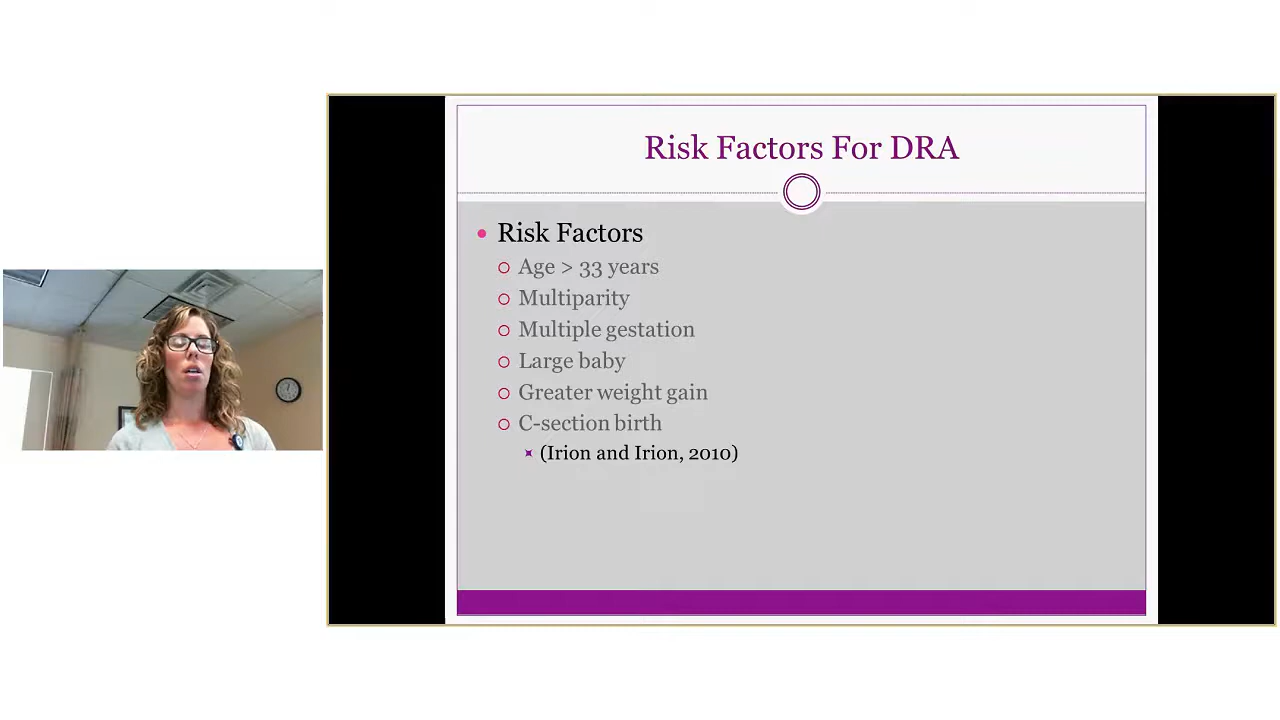 Risk Factors For DRA
Risk Factors
Age > 33 years
Multiparity
Multiple gestation
Large baby
Greater weight gain
C-section birth
(Irion and Irion, 2010)